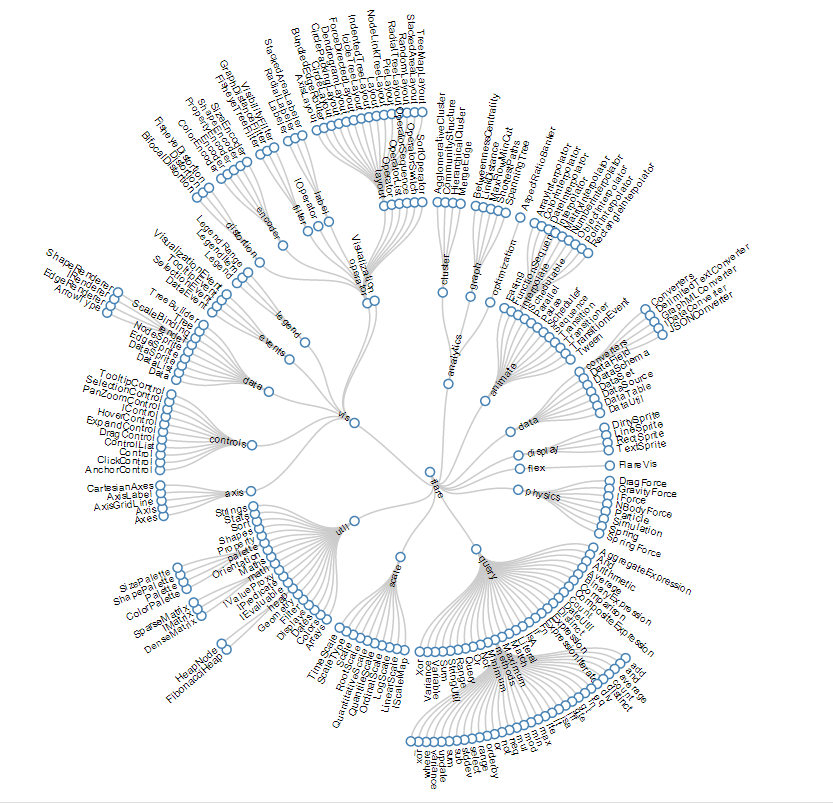 flare
analytics
cluster
AgglomerativeCluster
CommunityStructure
HierarchicalCluster
MergeEdge
graph
BetweennessCentrality
LinkDistance
MaxFlowMinCut
ShortestPaths
SpanningTree
optimization
AspectRatioBanker
animate
Easing
FunctionSequence
interpolate
ArrayInterpolator
ColorInterpolator
DateInterpolator
Interpolator
MatrixInterpolator
NumberInterpolator
ObjectInterpolator
PointInterpolator
RectangleInterpolator
ISchedulable
Parallel
Pause
Scheduler
Sequence
Transition
Transitioner
TransitionEvent
Tween
data
converters
Converters
DelimitedTextConverter
GraphMLConverter
IDataConverter
JSONConverter
DataField
DataSchema
DataSet
DataSource
DataTable
DataUtil
display
DirtySprite
LineSprite
RectSprite
TextSprite
flex
FlareVis
physics
DragForce
GravityForce
IForce
NBodyForce
Particle
Simulation
Spring
SpringForce
query
AggregateExpression
And
Arithmetic
Average
BinaryExpression
Comparison
CompositeExpression
Count
DateUtil
Distinct
Expression
ExpressionIterator
Fn
If
IsA
Literal
Match
Maximum
methods
add
and
average
count
distinct
div
eq
fn
gt
gte
iff
isa
lt
lte
max
min
mod
mul
neq
not
or
orderby
range
select
stddev
sub
sum
update
variance
where
xor
Minimum
Not
Or
Query
Range
StringUtil
Sum
Variable
Variance
Xor
scale
IScaleMap
LinearScale
LogScale
OrdinalScale
QuantileScale
QuantitativeScale
RootScale
Scale
ScaleType
TimeScale
util
Arrays
Colors
Dates
Displays
Filter
Geometry
heap
FibonacciHeap
HeapNode
IEvaluable
IPredicate
IValueProxy
math
DenseMatrix
IMatrix
SparseMatrix
Maths
Orientation
palette
ColorPalette
Palette
ShapePalette
SizePalette
Property
Shapes
Sort
Stats
Strings
vis
axis
Axes
Axis
AxisGridLine
AxisLabel
CartesianAxes
controls
AnchorControl
ClickControl
Control
ControlList
DragControl
ExpandControl
HoverControl
IControl
PanZoomControl
SelectionControl
TooltipControl
data
Data
DataList
DataSprite
EdgeSprite
NodeSprite
render
ArrowType
EdgeRenderer
IRenderer
ShapeRenderer
ScaleBinding
Tree
TreeBuilder
events
DataEvent
SelectionEvent
TooltipEvent
VisualizationEvent
legend
Legend
LegendItem
LegendRange
operator
distortion
BifocalDistortion
Distortion
FisheyeDistortion
encoder
ColorEncoder
Encoder
PropertyEncoder
ShapeEncoder
SizeEncoder
filter
FisheyeTreeFilter
GraphDistanceFilter
VisibilityFilter
IOperator
label
Labeler
RadialLabeler
StackedAreaLabeler
layout
AxisLayout
BundledEdgeRouter
CircleLayout
CirclePackingLayout
DendrogramLayout
ForceDirectedLayout
IcicleTreeLayout
IndentedTreeLayout
Layout
NodeLinkTreeLayout
PieLayout
RadialTreeLayout
RandomLayout
StackedAreaLayout
TreeMapLayout
Operator
OperatorList
OperatorSequence
OperatorSwitch
SortOperator
Visualization